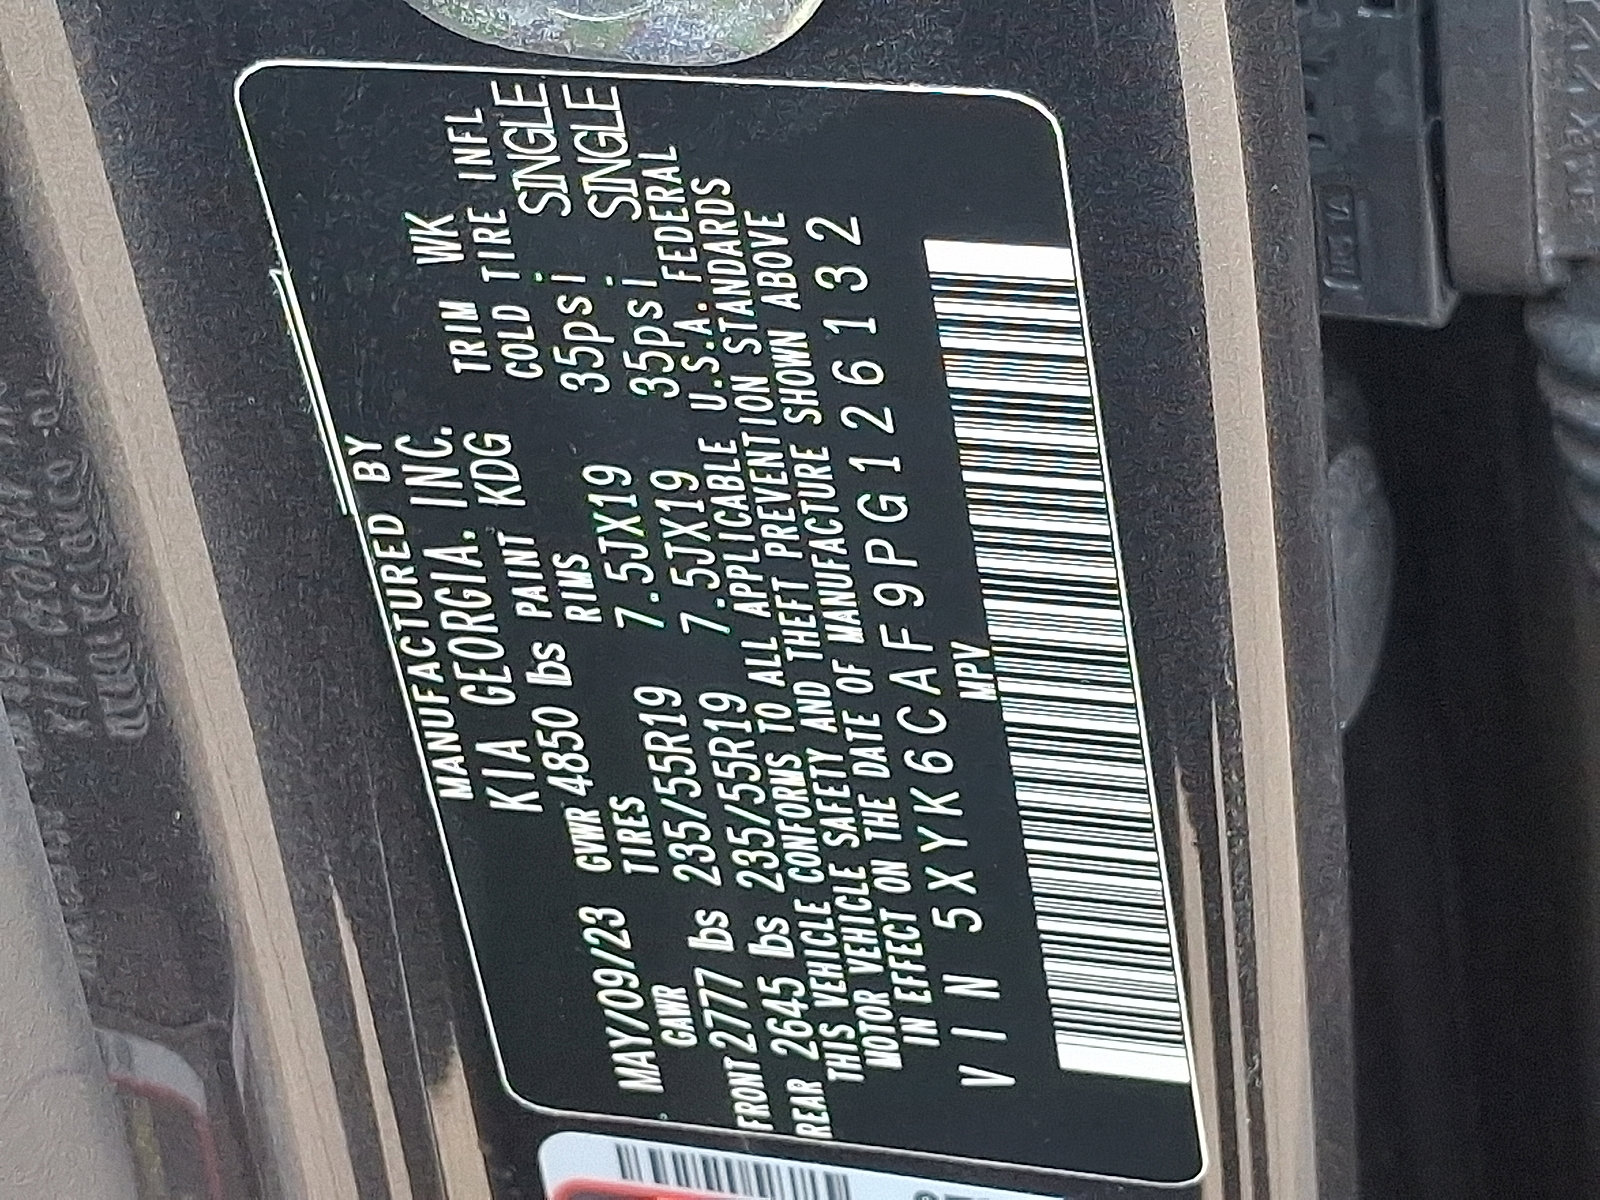 MANUFACTURED BY
KIA GEORGIA, INC.
MAY/09/23 GVWR 4850 lbs PAINT KDG TRIM WK
GAWR TIRES RIMS COLD TIRE INFL
FRONT 2777 lbs 235/55R19 7.5JX19 35psi SINGLE
REAR 2645 lbs 235/55R19 7.5JX19 35psi SINGLE
THIS VEHICLE CONFORMS TO ALL APPLICABLE U.S.A. FEDERAL
MOTOR VEHICLE SAFETY AND THEFT PREVENTION STANDARDS
IN EFFECT ON THE DATE OF MANUFACTURE SHOWN ABOVE
VIN 5XYK6CAF9PG126132
MPV